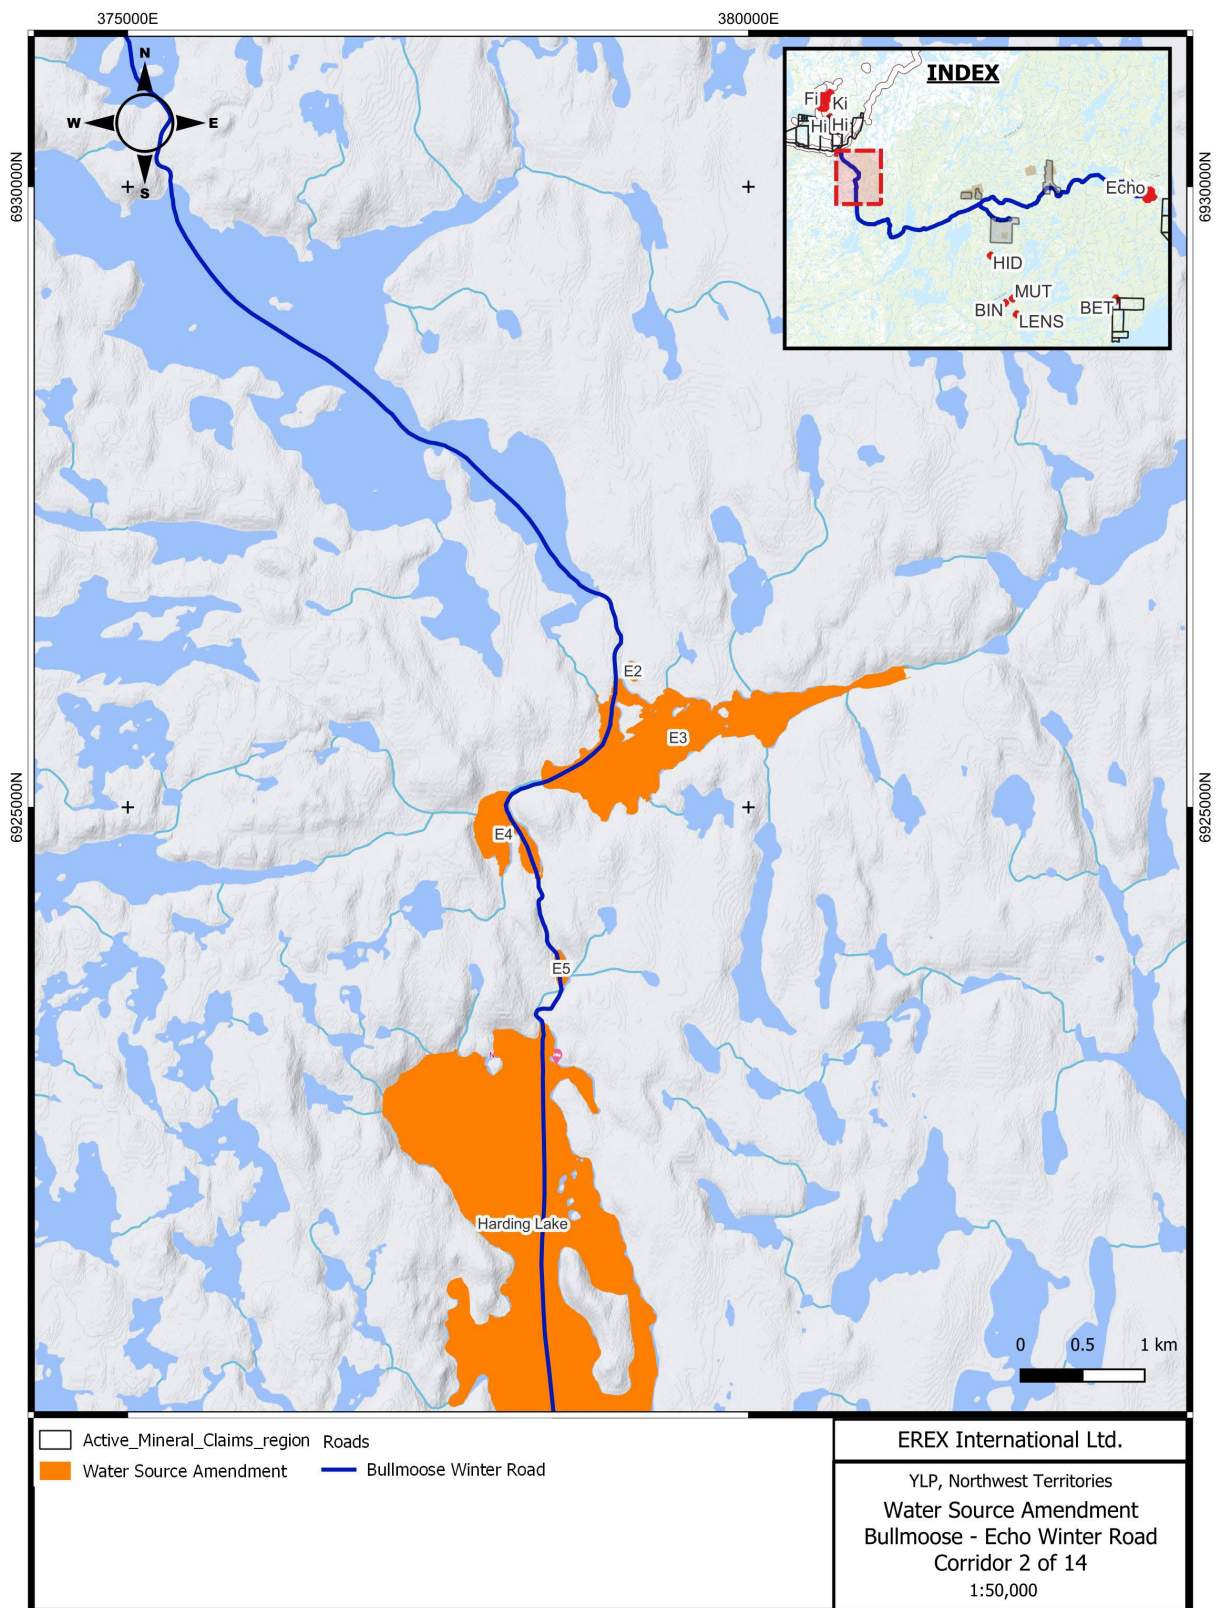 375000E
380000E
N
W
E
S
6930000N
6930000N
INDEX
Fi
Ki
Hi
Hi
Echo
HID
MUT
BIN
LENS
BET
E2
E3
6925000N
6925000N
E4
E5
Harding Lake
0 0.5 1 km
Active_Mineral_Claims_region Roads
Water Source Amendment Bullmoose Winter Road
EREX International Ltd.
YLP, Northwest Territories
Water Source Amendment
Bullmoose - Echo Winter Road
Corridor 2 of 14
1:50,000